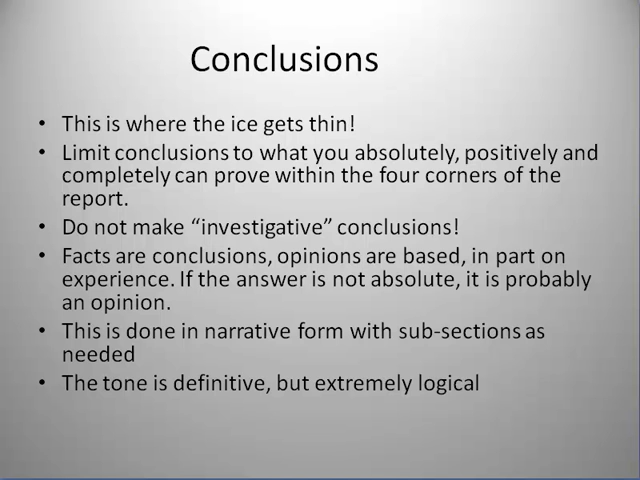 Conclusions
• This is where the ice gets thin!
• Limit conclusions to what you absolutely, positively and
completely can prove within the four corners of the
report.
• Do not make “investigative” conclusions!
• Facts are conclusions, opinions are based, in part on
experience. If the answer is not absolute, it is probably
an opinion.
• This is done in narrative form with sub-sections as
needed
• The tone is definitive, but extremely logical